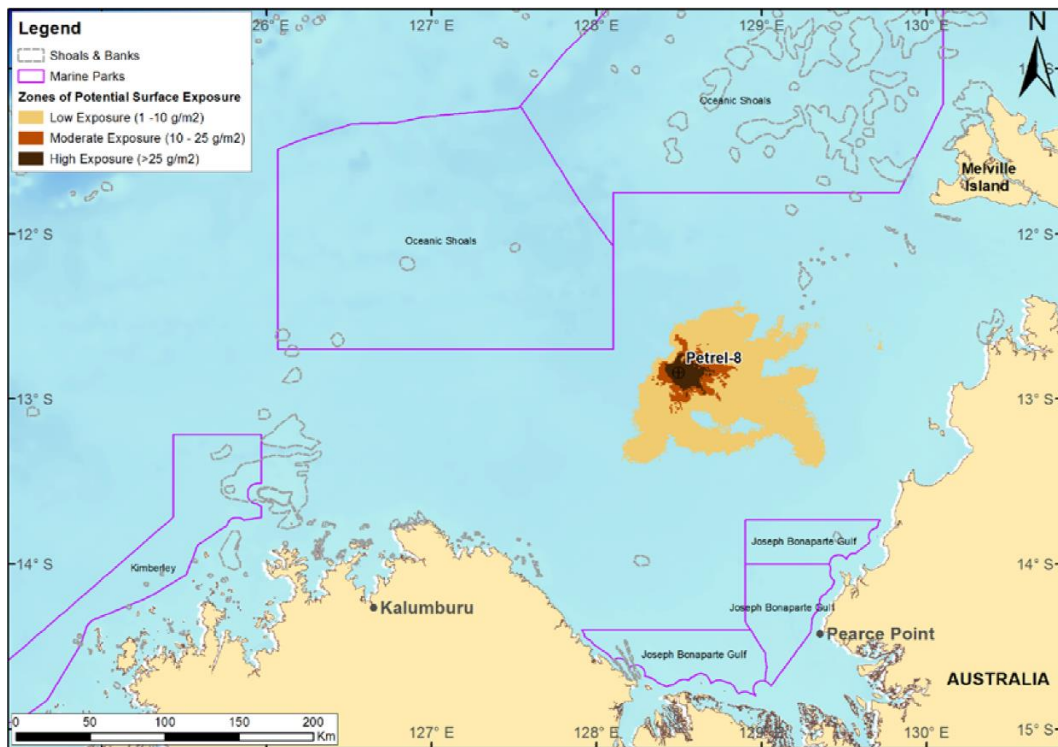 Legend
Shoals & Banks
Marine Parks
Zones of Potential Surface Exposure
Low Exposure (1 -10 g/m2)
Moderate Exposure (10 - 25 g/m2)
High Exposure (>25 g/m2)
126° E
127° E
128° E
129° E
130° E
N
Oceanic Shoals
Melville
Island
12° S
Oceanic Shoals
12° S
Petrel-8
13° S
13° S
Joseph Bonaparte Gulf
14° S
Kimberley
14° S
Kalumburu
Joseph Bonaparte Gulf
Pearce Point
Joseph Bonaparte Gulf
AUSTRALIA
0 50 100 150 200
Km
127° E
128° E
129° E
130° E
15° S